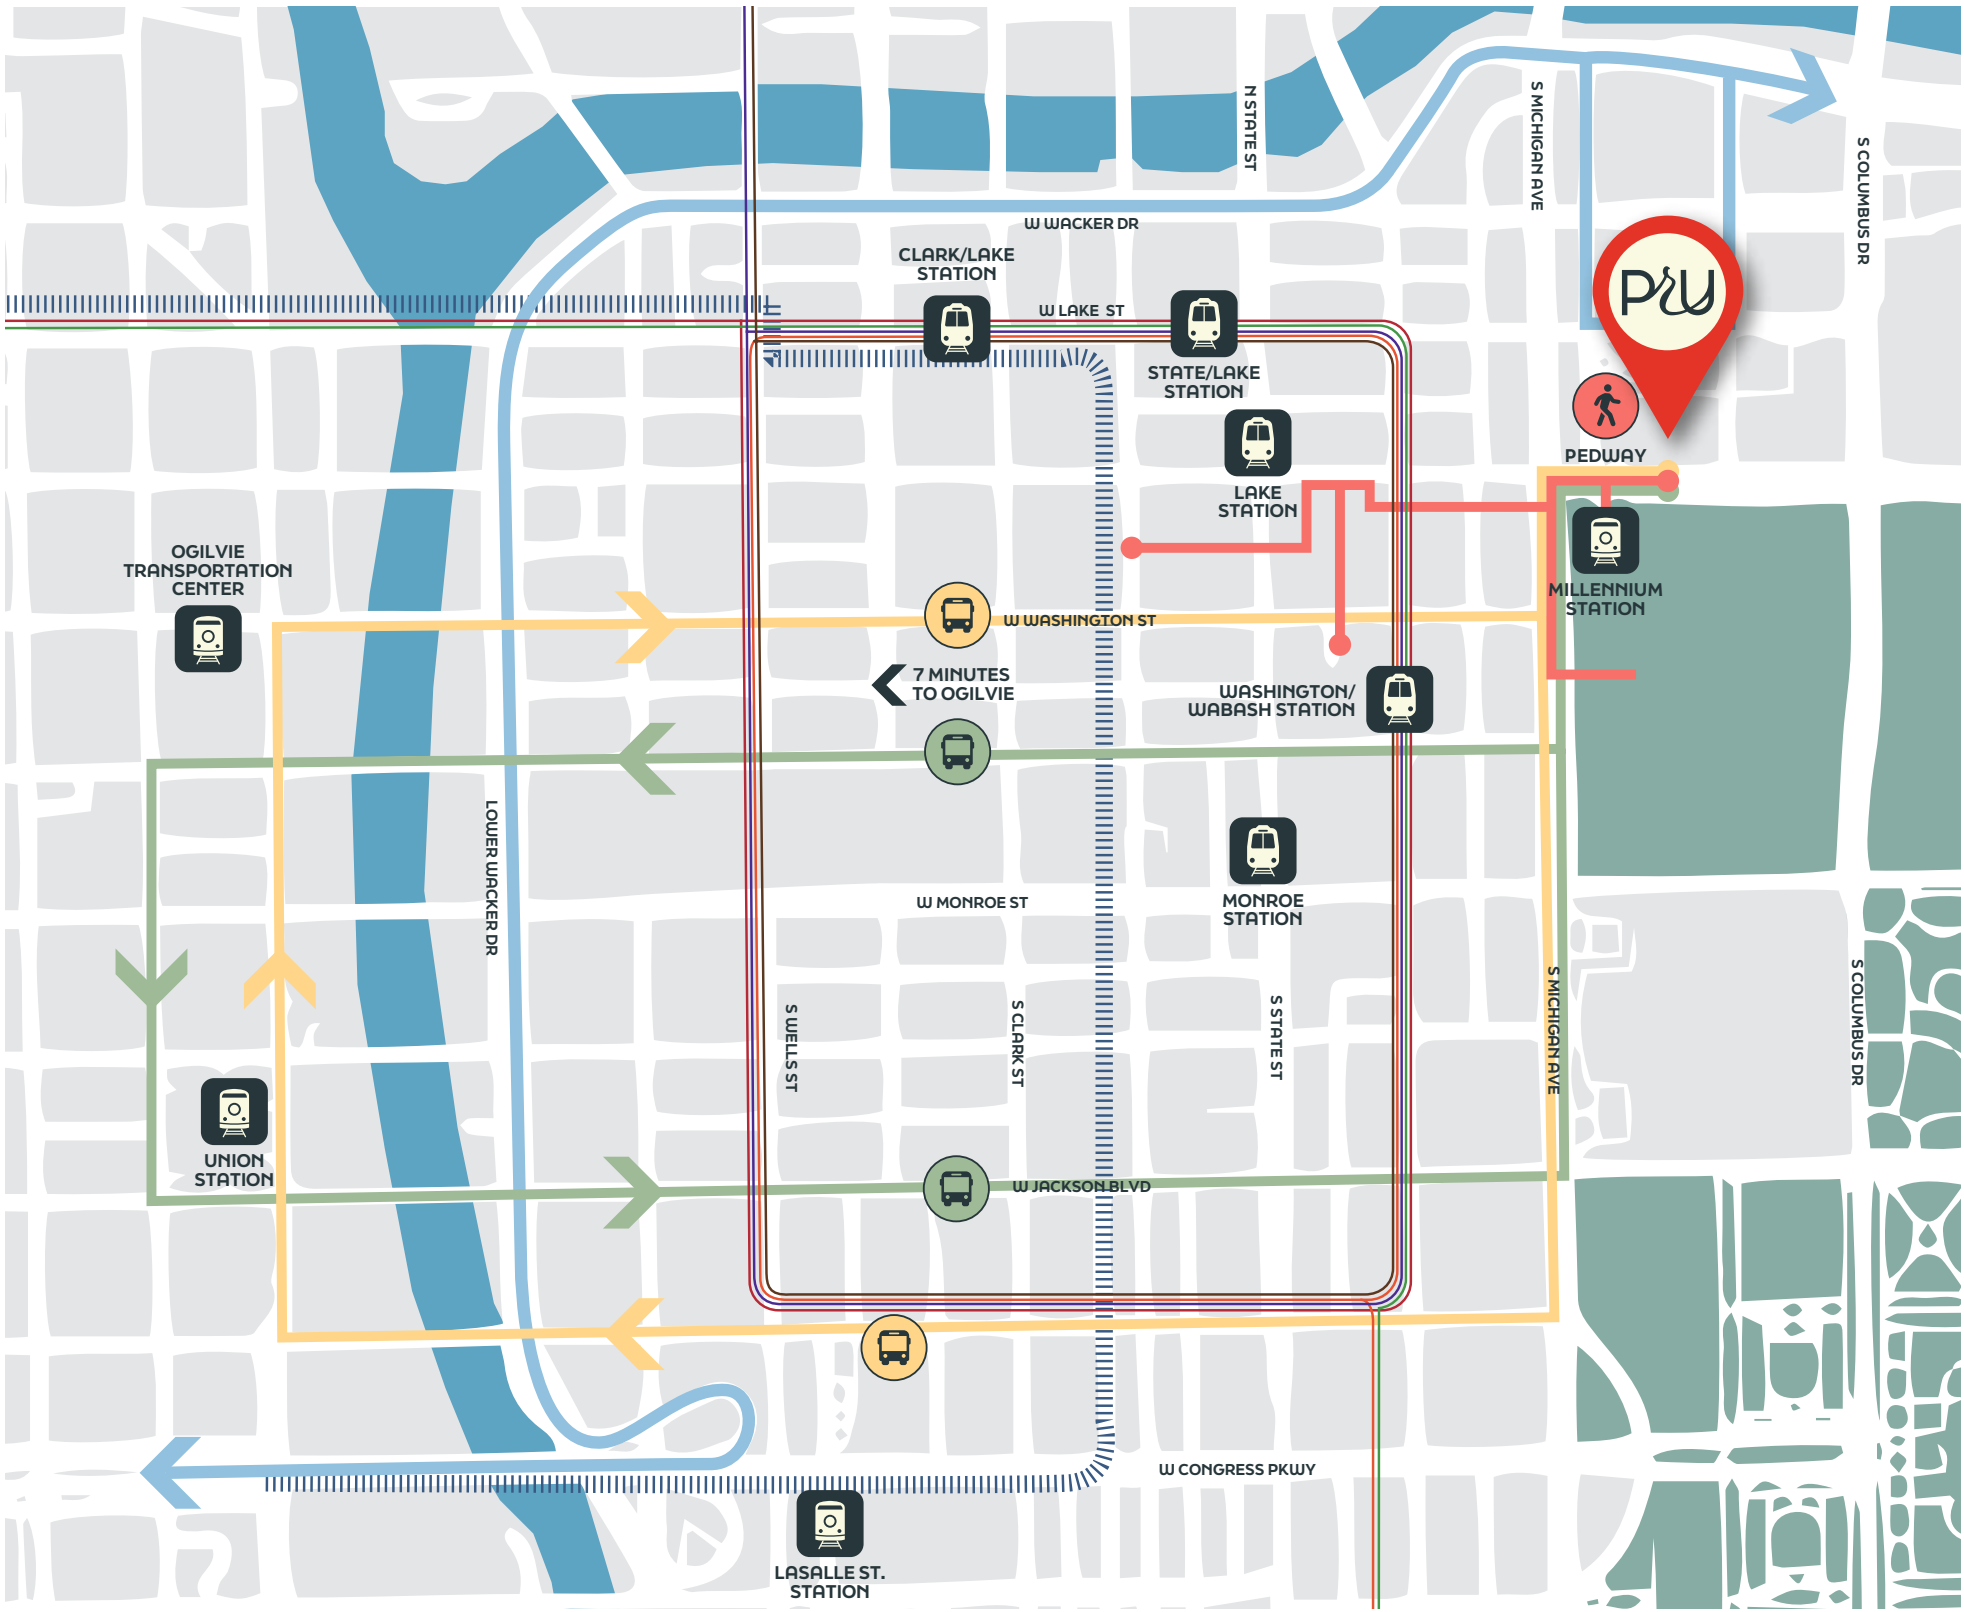 N STATE ST
S MICHIGAN AVE
S COLUMBUS DR
W WACKER DR
CLARK/LAKE
STATION
PRU
W LAKE ST
STATE/LAKE
STATION
PEDWAY
LAKE
STATION
OGILVIE
TRANSPORTATION
CENTER
MILLENNIUM
STATION
W WASHINGTON ST
7 MINUTES
TO OGILVIE
WASHINGTON/
WABASH STATION
LOWER WACKER DR
W MONROE ST
MONROE
STATION
S WELLS ST
S CLARK ST
S STATE ST
S MICHIGAN AVE
S COLUMBUS DR
UNION
STATION
W JACKSON BLVD
W CONGRESS PKWY
LASALLE ST.
STATION